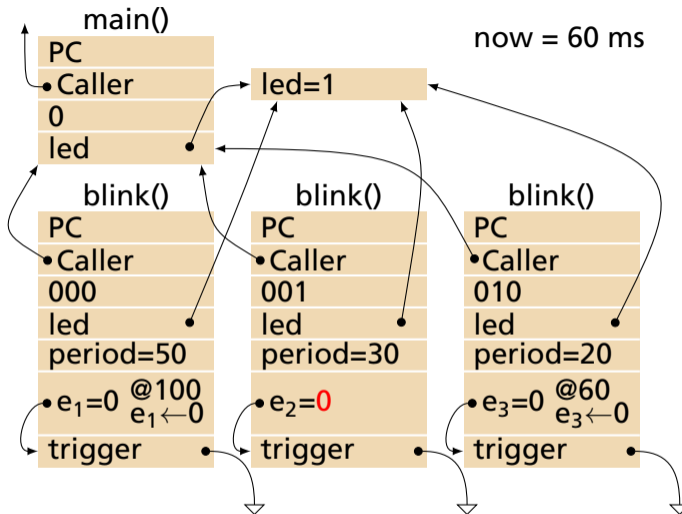 main()
PC
Caller
0
led
led=1
now = 60 ms
blink()
PC
Caller
000
led
period=50
e₁=0 @100
e₁←0
trigger
blink()
PC
Caller
001
led
period=30
e₂=0
trigger
blink()
PC
Caller
010
led
period=20
e₃=0 @60
e₃←0
trigger